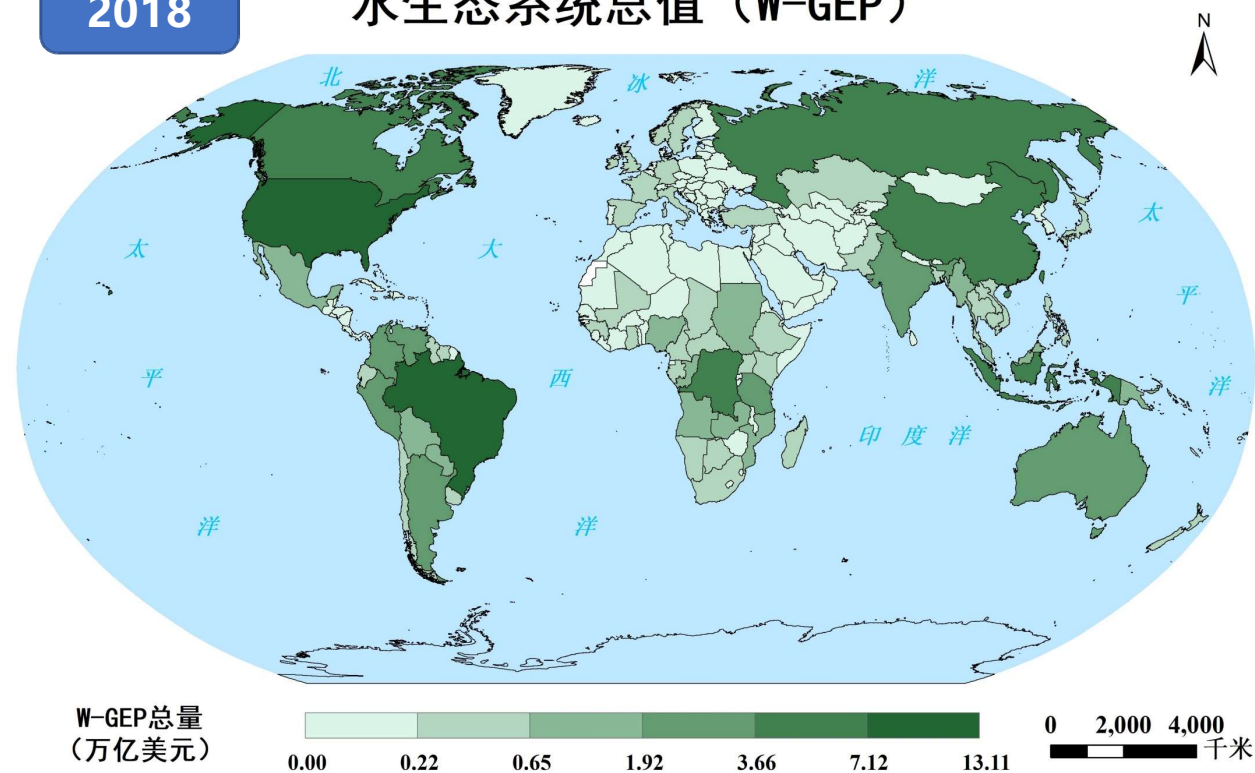 2018
水生态系统总值（W-GEP）
N
北
冰
洋
太
平
洋
大
西
洋
印 度 洋
太
平
洋
W-GEP总量
（万亿美元）
0.00 0.22 0.65 1.92 3.66 7.12 13.11
0 2,000 4,000
千米